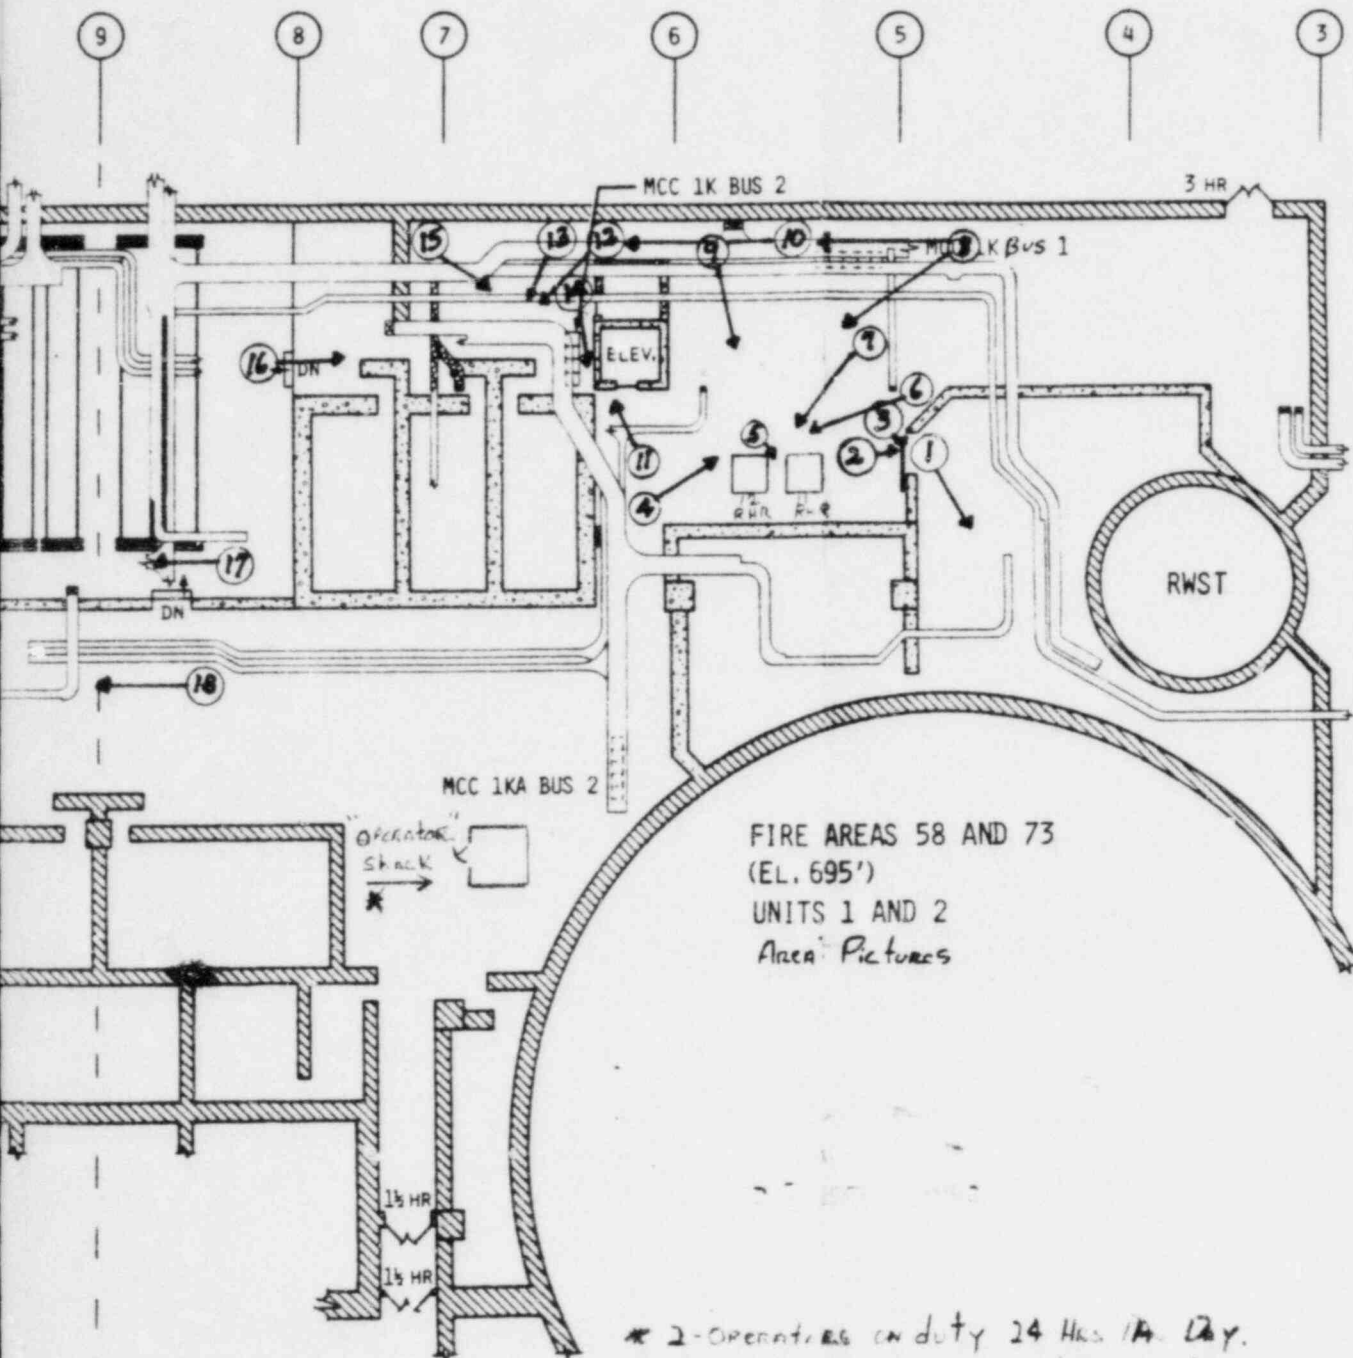 9 8 7 6 5 4 3
MCC 1K BUS 2
3 HR
15 13 12 9 10 8
MCC 1K BUS 1
14
16 DN
ELEV.
7
6
3
5
2 1
11
4
RHR RHR
17
DN
RWST
18
MCC 1KA BUS 2
"OPERATOR"
Shack
*
FIRE AREAS 58 AND 73
(EL. 695')
UNITS 1 AND 2
Area Pictures
1½ HR
1½ HR
* 2-Operators on duty 24 Hrs A Day.